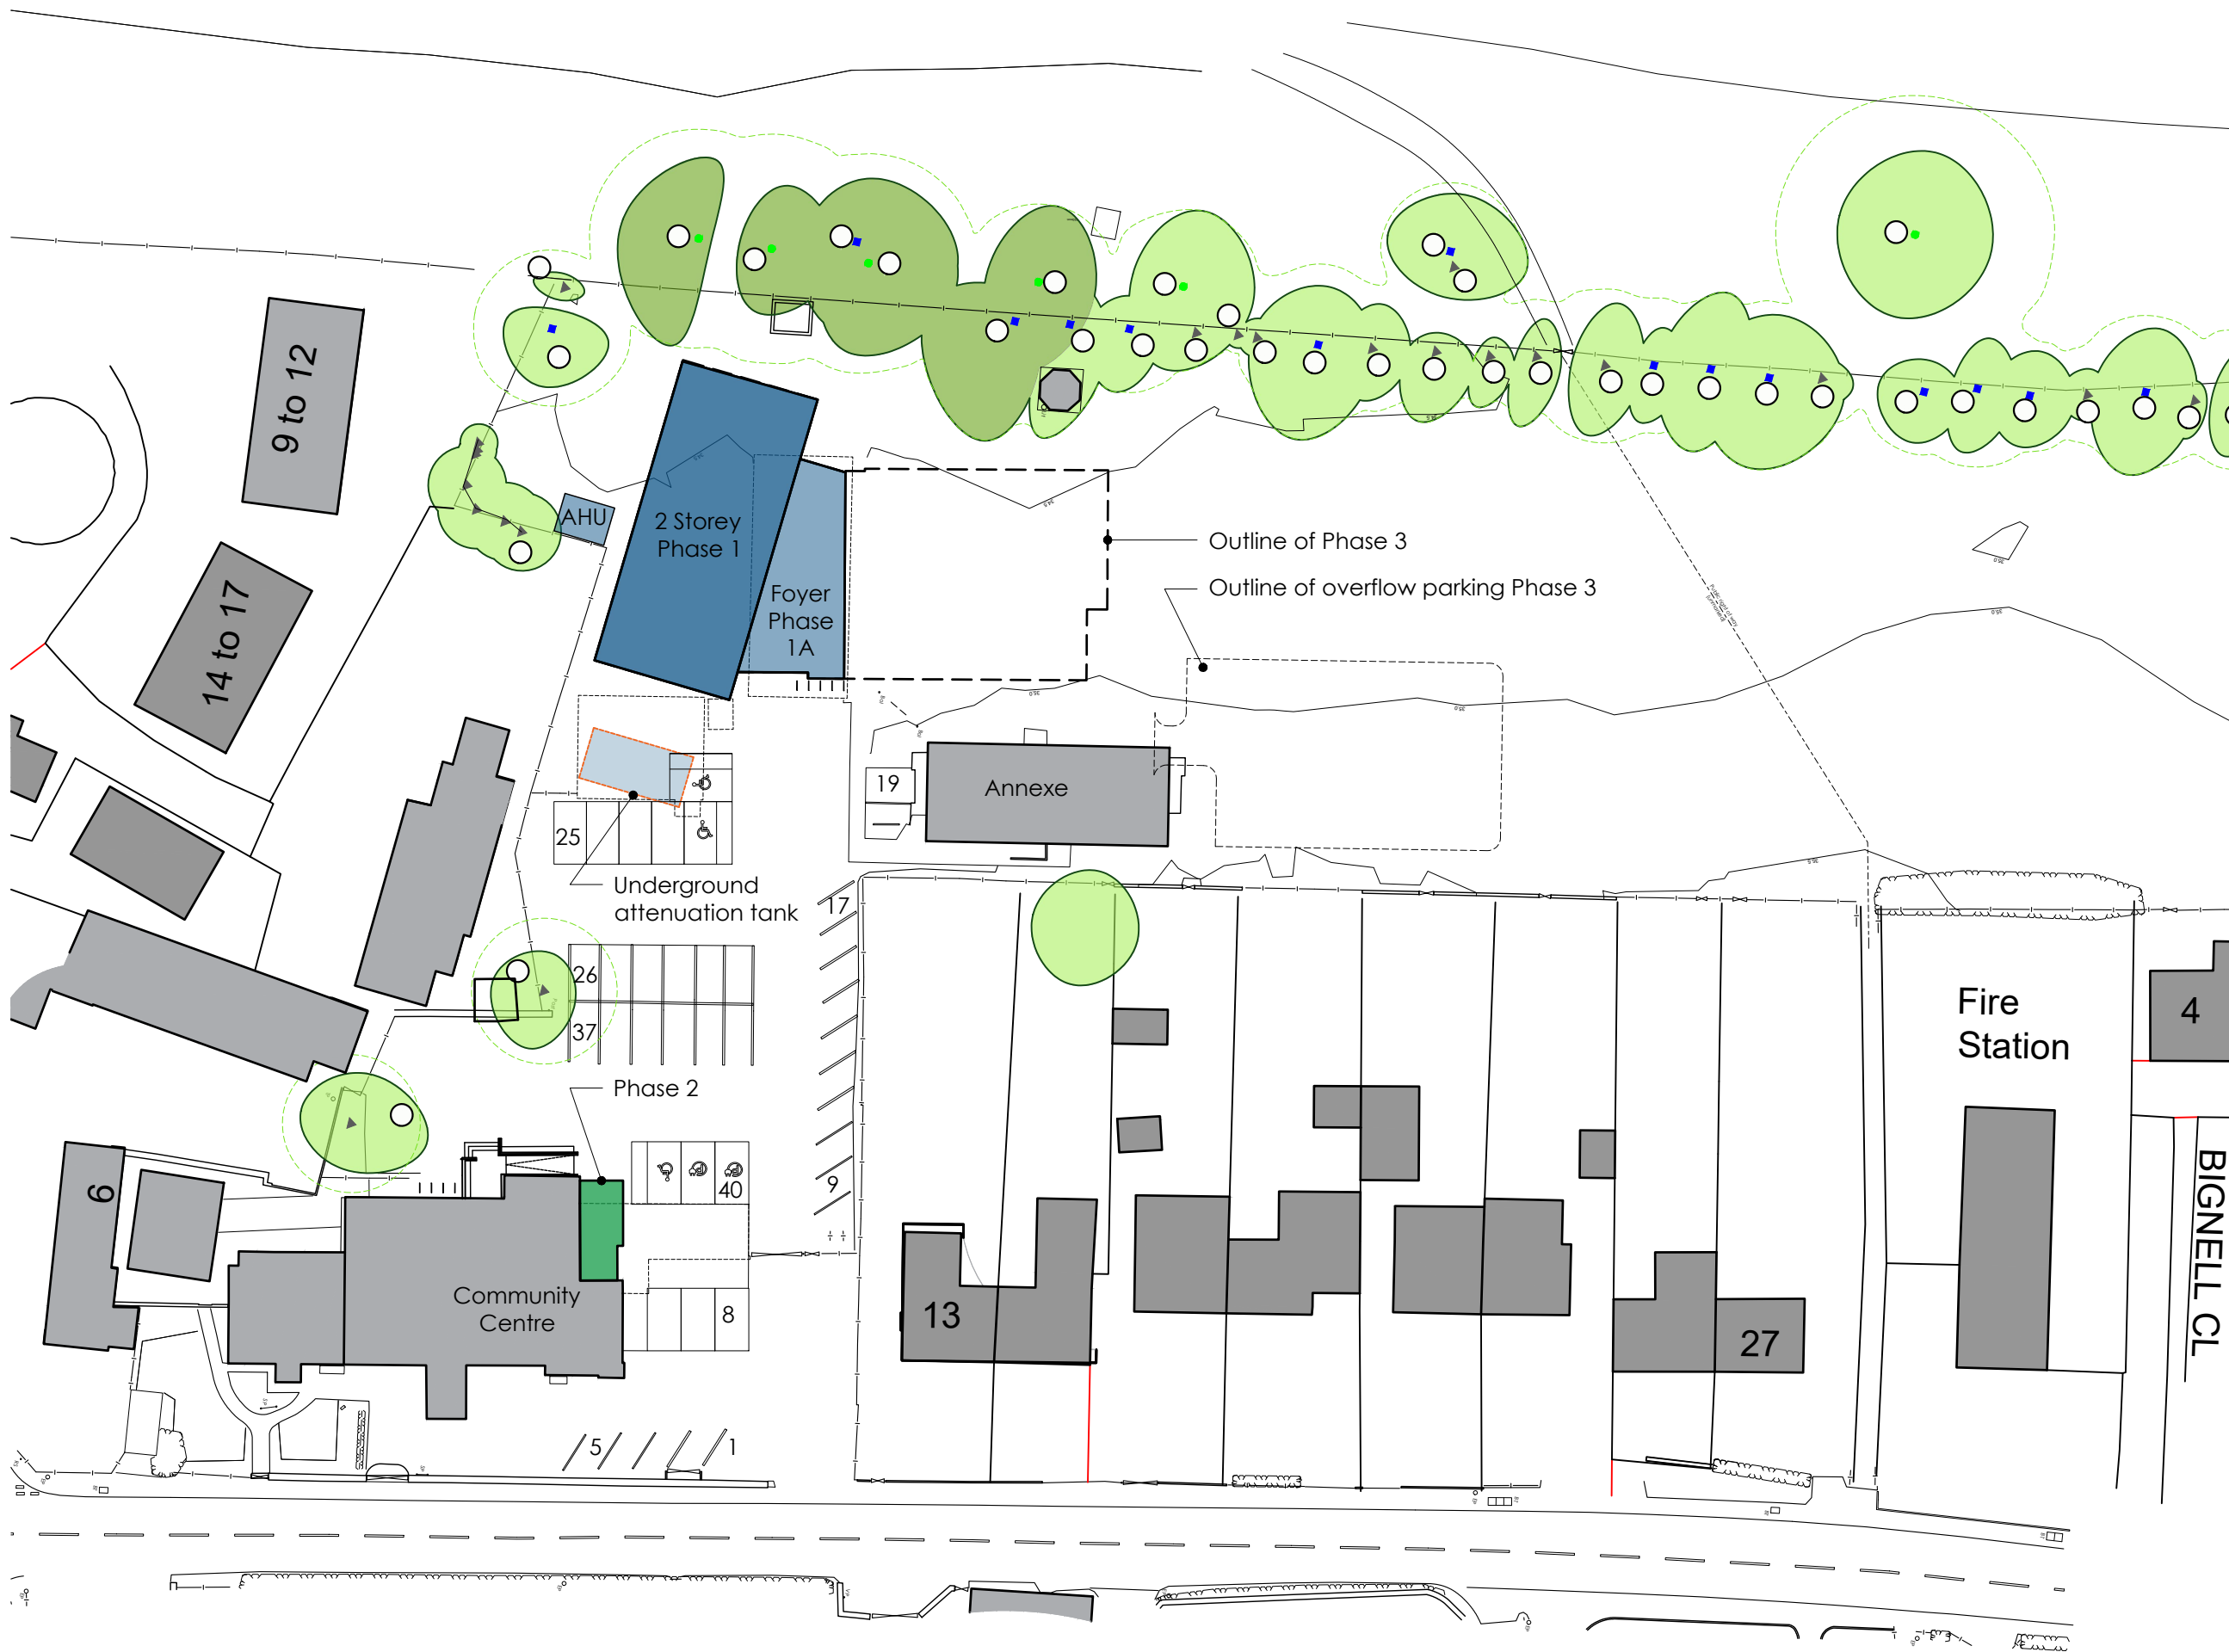 9 to 12
AHU
2 Storey
Phase 1
Outline of Phase 3
Outline of overflow parking Phase 3
Foyer
Phase
1A
14 to 17
19
Annexe
25
Underground
attenuation tank
17
26
37
Fire
Station
4
Phase 2
40
9
6
BIGNELL CL
Community
Centre
8
13
27
5
1